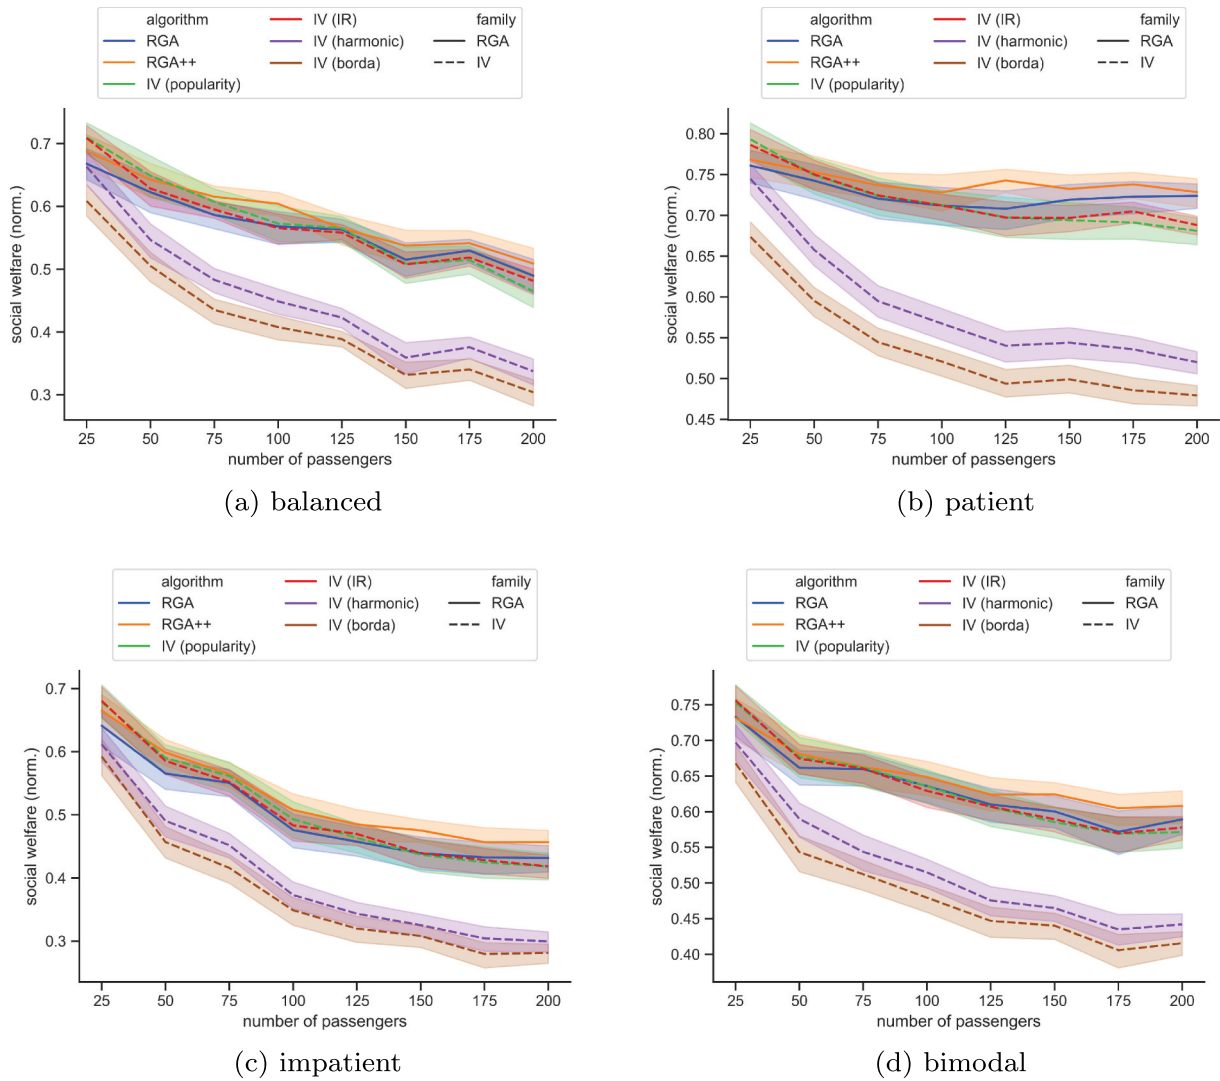 algorithm
RGA
RGA++
IV (popularity)
IV (IR)
IV (harmonic)
IV (borda)
family
RGA
IV
social welfare (norm.)
0.7
0.6
0.5
0.4
0.3
25 50 75 100 125 150 175 200
number of passengers
(a) balanced
algorithm
RGA
RGA++
IV (popularity)
IV (IR)
IV (harmonic)
IV (borda)
family
RGA
IV
social welfare (norm.)
0.80
0.75
0.70
0.65
0.60
0.55
0.50
0.45
25 50 75 100 125 150 175 200
number of passengers
(b) patient
algorithm
RGA
RGA++
IV (popularity)
IV (IR)
IV (harmonic)
IV (borda)
family
RGA
IV
social welfare (norm.)
0.7
0.6
0.5
0.4
0.3
25 50 75 100 125 150 175 200
number of passengers
(c) impatient
algorithm
RGA
RGA++
IV (popularity)
IV (IR)
IV (harmonic)
IV (borda)
family
RGA
IV
social welfare (norm.)
0.75
0.70
0.65
0.60
0.55
0.50
0.45
0.40
25 50 75 100 125 150 175 200
number of passengers
(d) bimodal